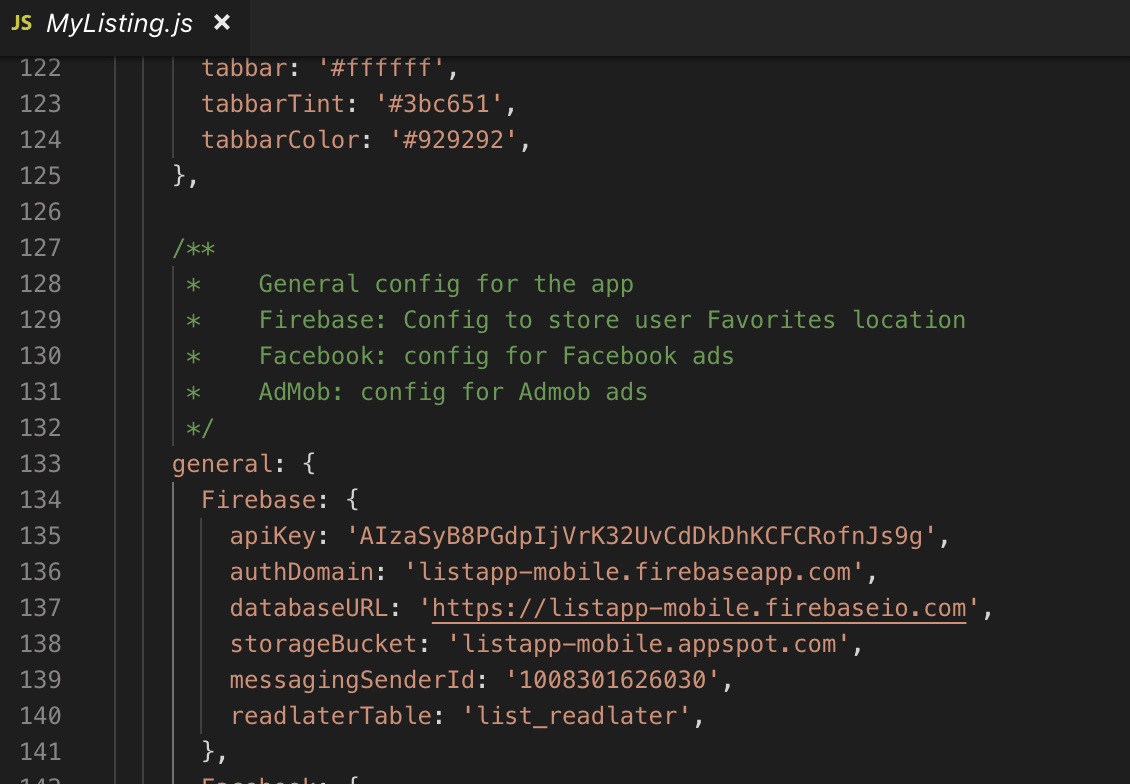 JS MyListing.js ×
122 tabbar: '#ffffff',
123 tabbarTint: '#3bc651',
124 tabbarColor: '#929292',
125 },
126
127 /**
128 * General config for the app
129 * Firebase: Config to store user Favorites location
130 * Facebook: config for Facebook ads
131 * AdMob: config for Admob ads
132 */
133 general: {
134 Firebase: {
135 apiKey: 'AIzaSyB8PGdpIjVrK32UvCdDkDhKCFCRofnJs9g',
136 authDomain: 'listapp-mobile.firebaseapp.com',
137 databaseURL: 'https://listapp-mobile.firebaseio.com',
138 storageBucket: 'listapp-mobile.appspot.com',
139 messagingSenderId: '1008301626030',
140 readlaterTable: 'list_readlater',
141 },
142 Facebook: {